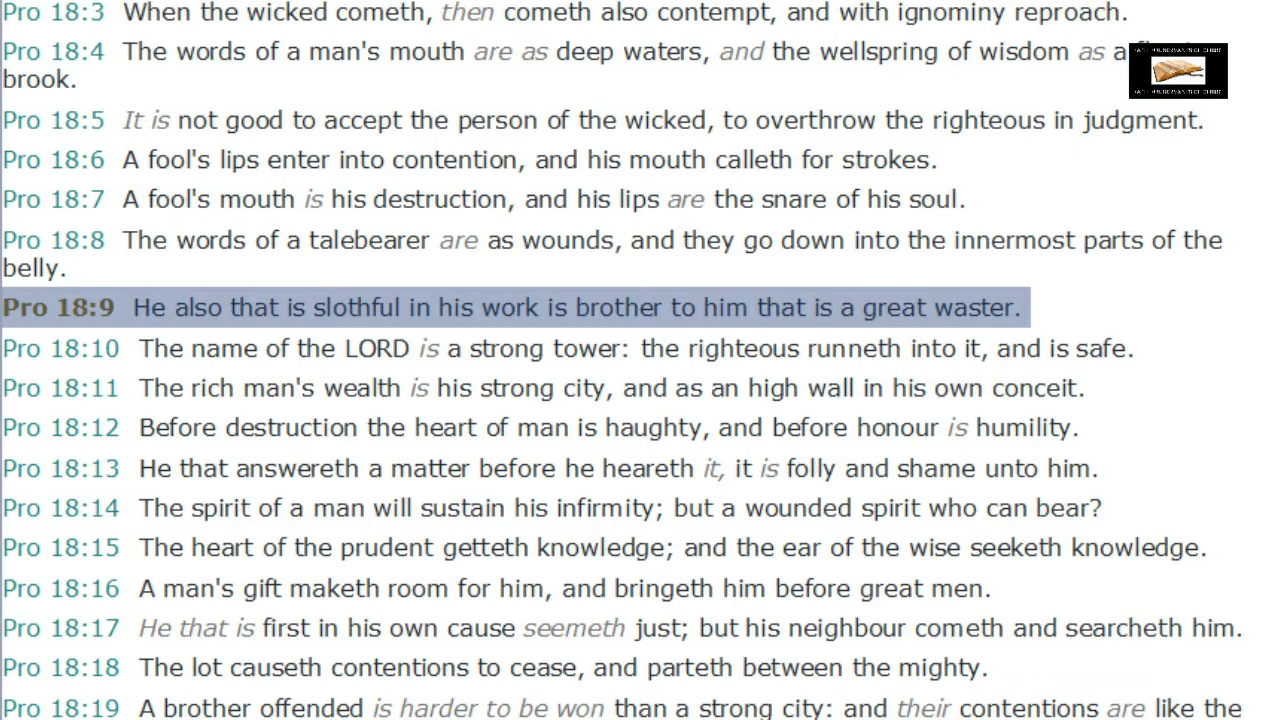 Pro 18:3 When the wicked cometh, then cometh also contempt, and with ignominy reproach.
Pro 18:4 The words of a man's mouth are as deep waters, and the wellspring of wisdom as a
brook.
Pro 18:5 It is not good to accept the person of the wicked, to overthrow the righteous in judgment.
Pro 18:6 A fool's lips enter into contention, and his mouth calleth for strokes.
Pro 18:7 A fool's mouth is his destruction, and his lips are the snare of his soul.
Pro 18:8 The words of a talebearer are as wounds, and they go down into the innermost parts of the
belly.
Pro 18:9 He also that is slothful in his work is brother to him that is a great waster.
Pro 18:10 The name of the LORD is a strong tower: the righteous runneth into it, and is safe.
Pro 18:11 The rich man's wealth is his strong city, and as an high wall in his own conceit.
Pro 18:12 Before destruction the heart of man is haughty, and before honour is humility.
Pro 18:13 He that answereth a matter before he heareth it, it is folly and shame unto him.
Pro 18:14 The spirit of a man will sustain his infirmity; but a wounded spirit who can bear?
Pro 18:15 The heart of the prudent getteth knowledge; and the ear of the wise seeketh knowledge.
Pro 18:16 A man's gift maketh room for him, and bringeth him before great men.
Pro 18:17 He that is first in his own cause seemeth just; but his neighbour cometh and searcheth him.
Pro 18:18 The lot causeth contentions to cease, and parteth between the mighty.
Pro 18:19 A brother offended is harder to be won than a strong city: and their contentions are like the